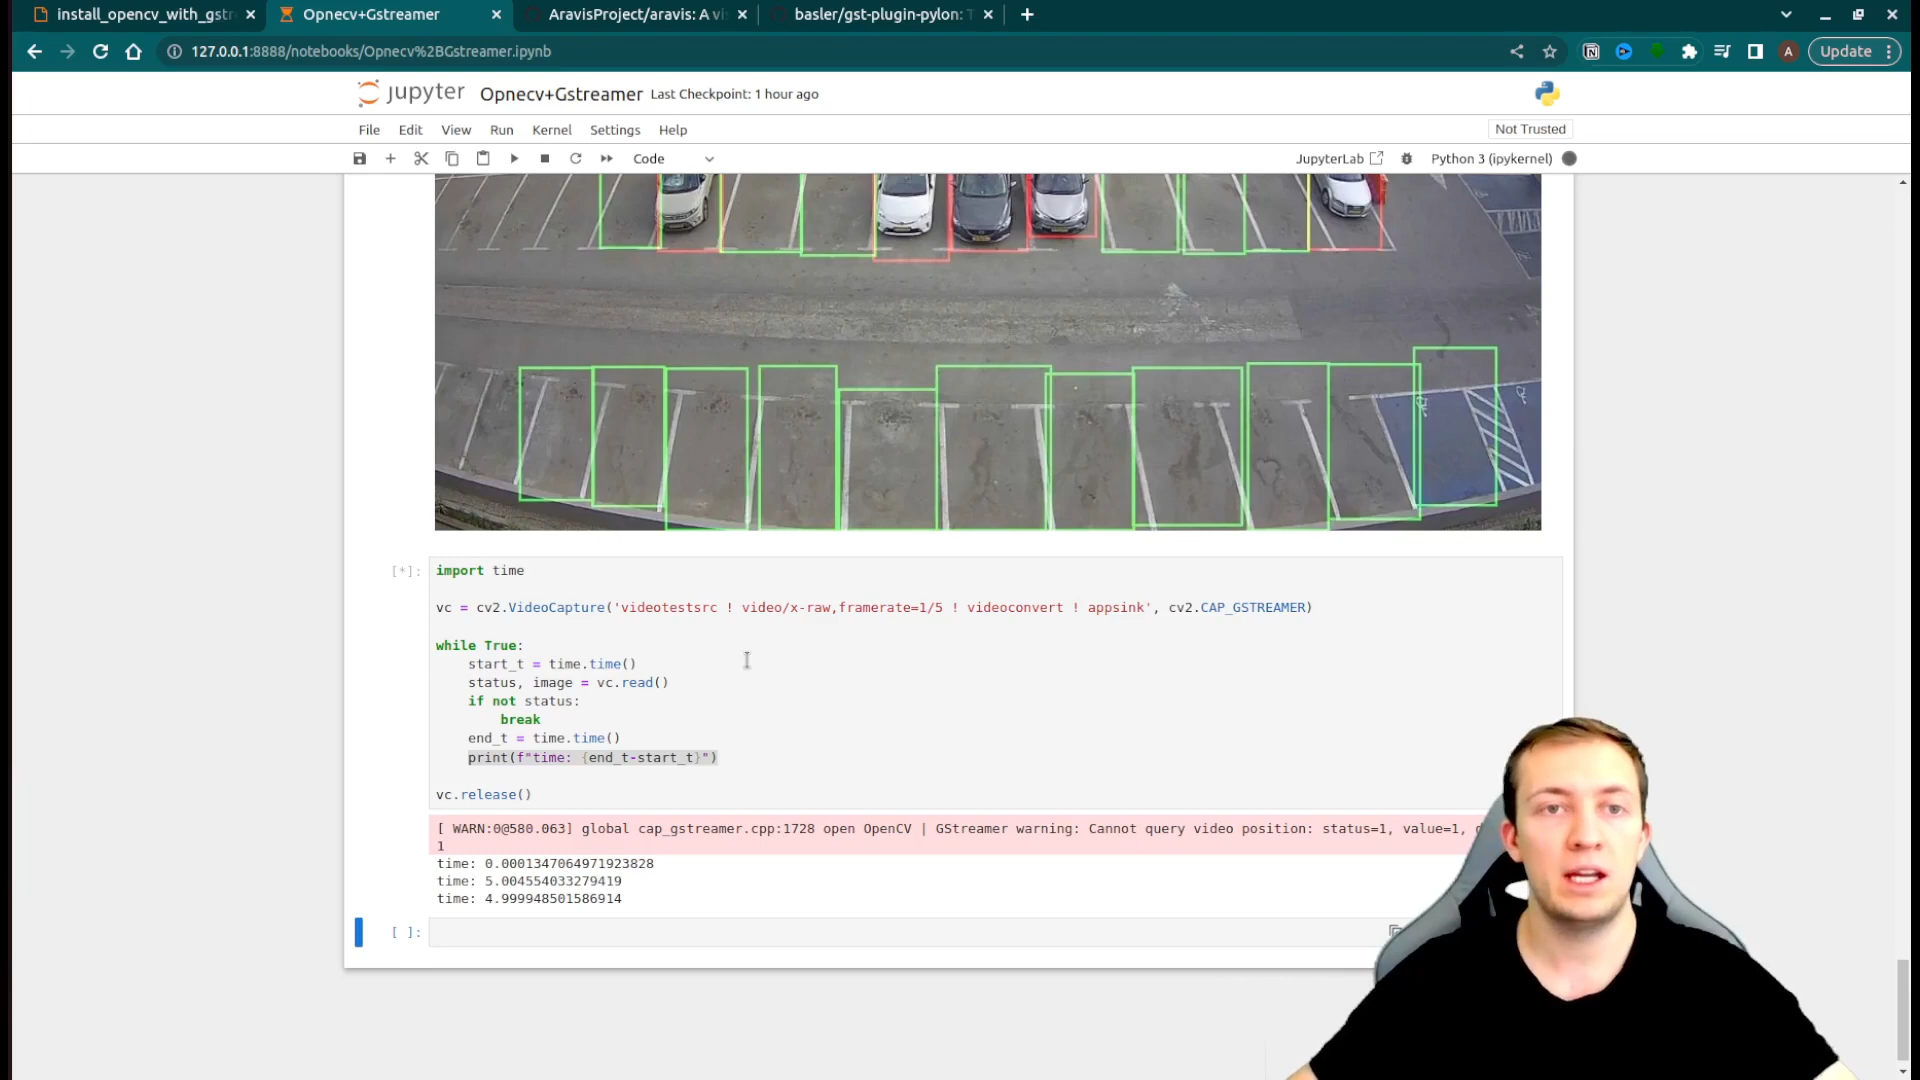 install_opencv_with_gstr
Opnecv+Gstreamer
AravisProject/aravis: A vis
basler/gst-plugin-pylon: T
127.0.0.1:8888/notebooks/Opnecv%2BGstreamer.ipynb
A
Update
jupyter
Opnecv+Gstreamer
Last Checkpoint: 1 hour ago
File Edit View Run Kernel Settings Help
Not Trusted
Code
JupyterLab
Python 3 (ipykernel)
[*]:
import time
vc = cv2.VideoCapture('videotestsrc ! video/x-raw,framerate=1/5 ! videoconvert ! appsink', cv2.CAP_GSTREAMER)
while True:
start_t = time.time()
status, image = vc.read()
if not status:
break
end_t = time.time()
print(f"time: {end_t-start_t}")
vc.release()
[ WARN:0@580.063] global cap_gstreamer.cpp:1728 open OpenCV | GStreamer warning: Cannot query video position: status=1, value=1,
1
time: 0.0001347064971923828
time: 5.004554033279419
time: 4.999948501586914
[ ]: